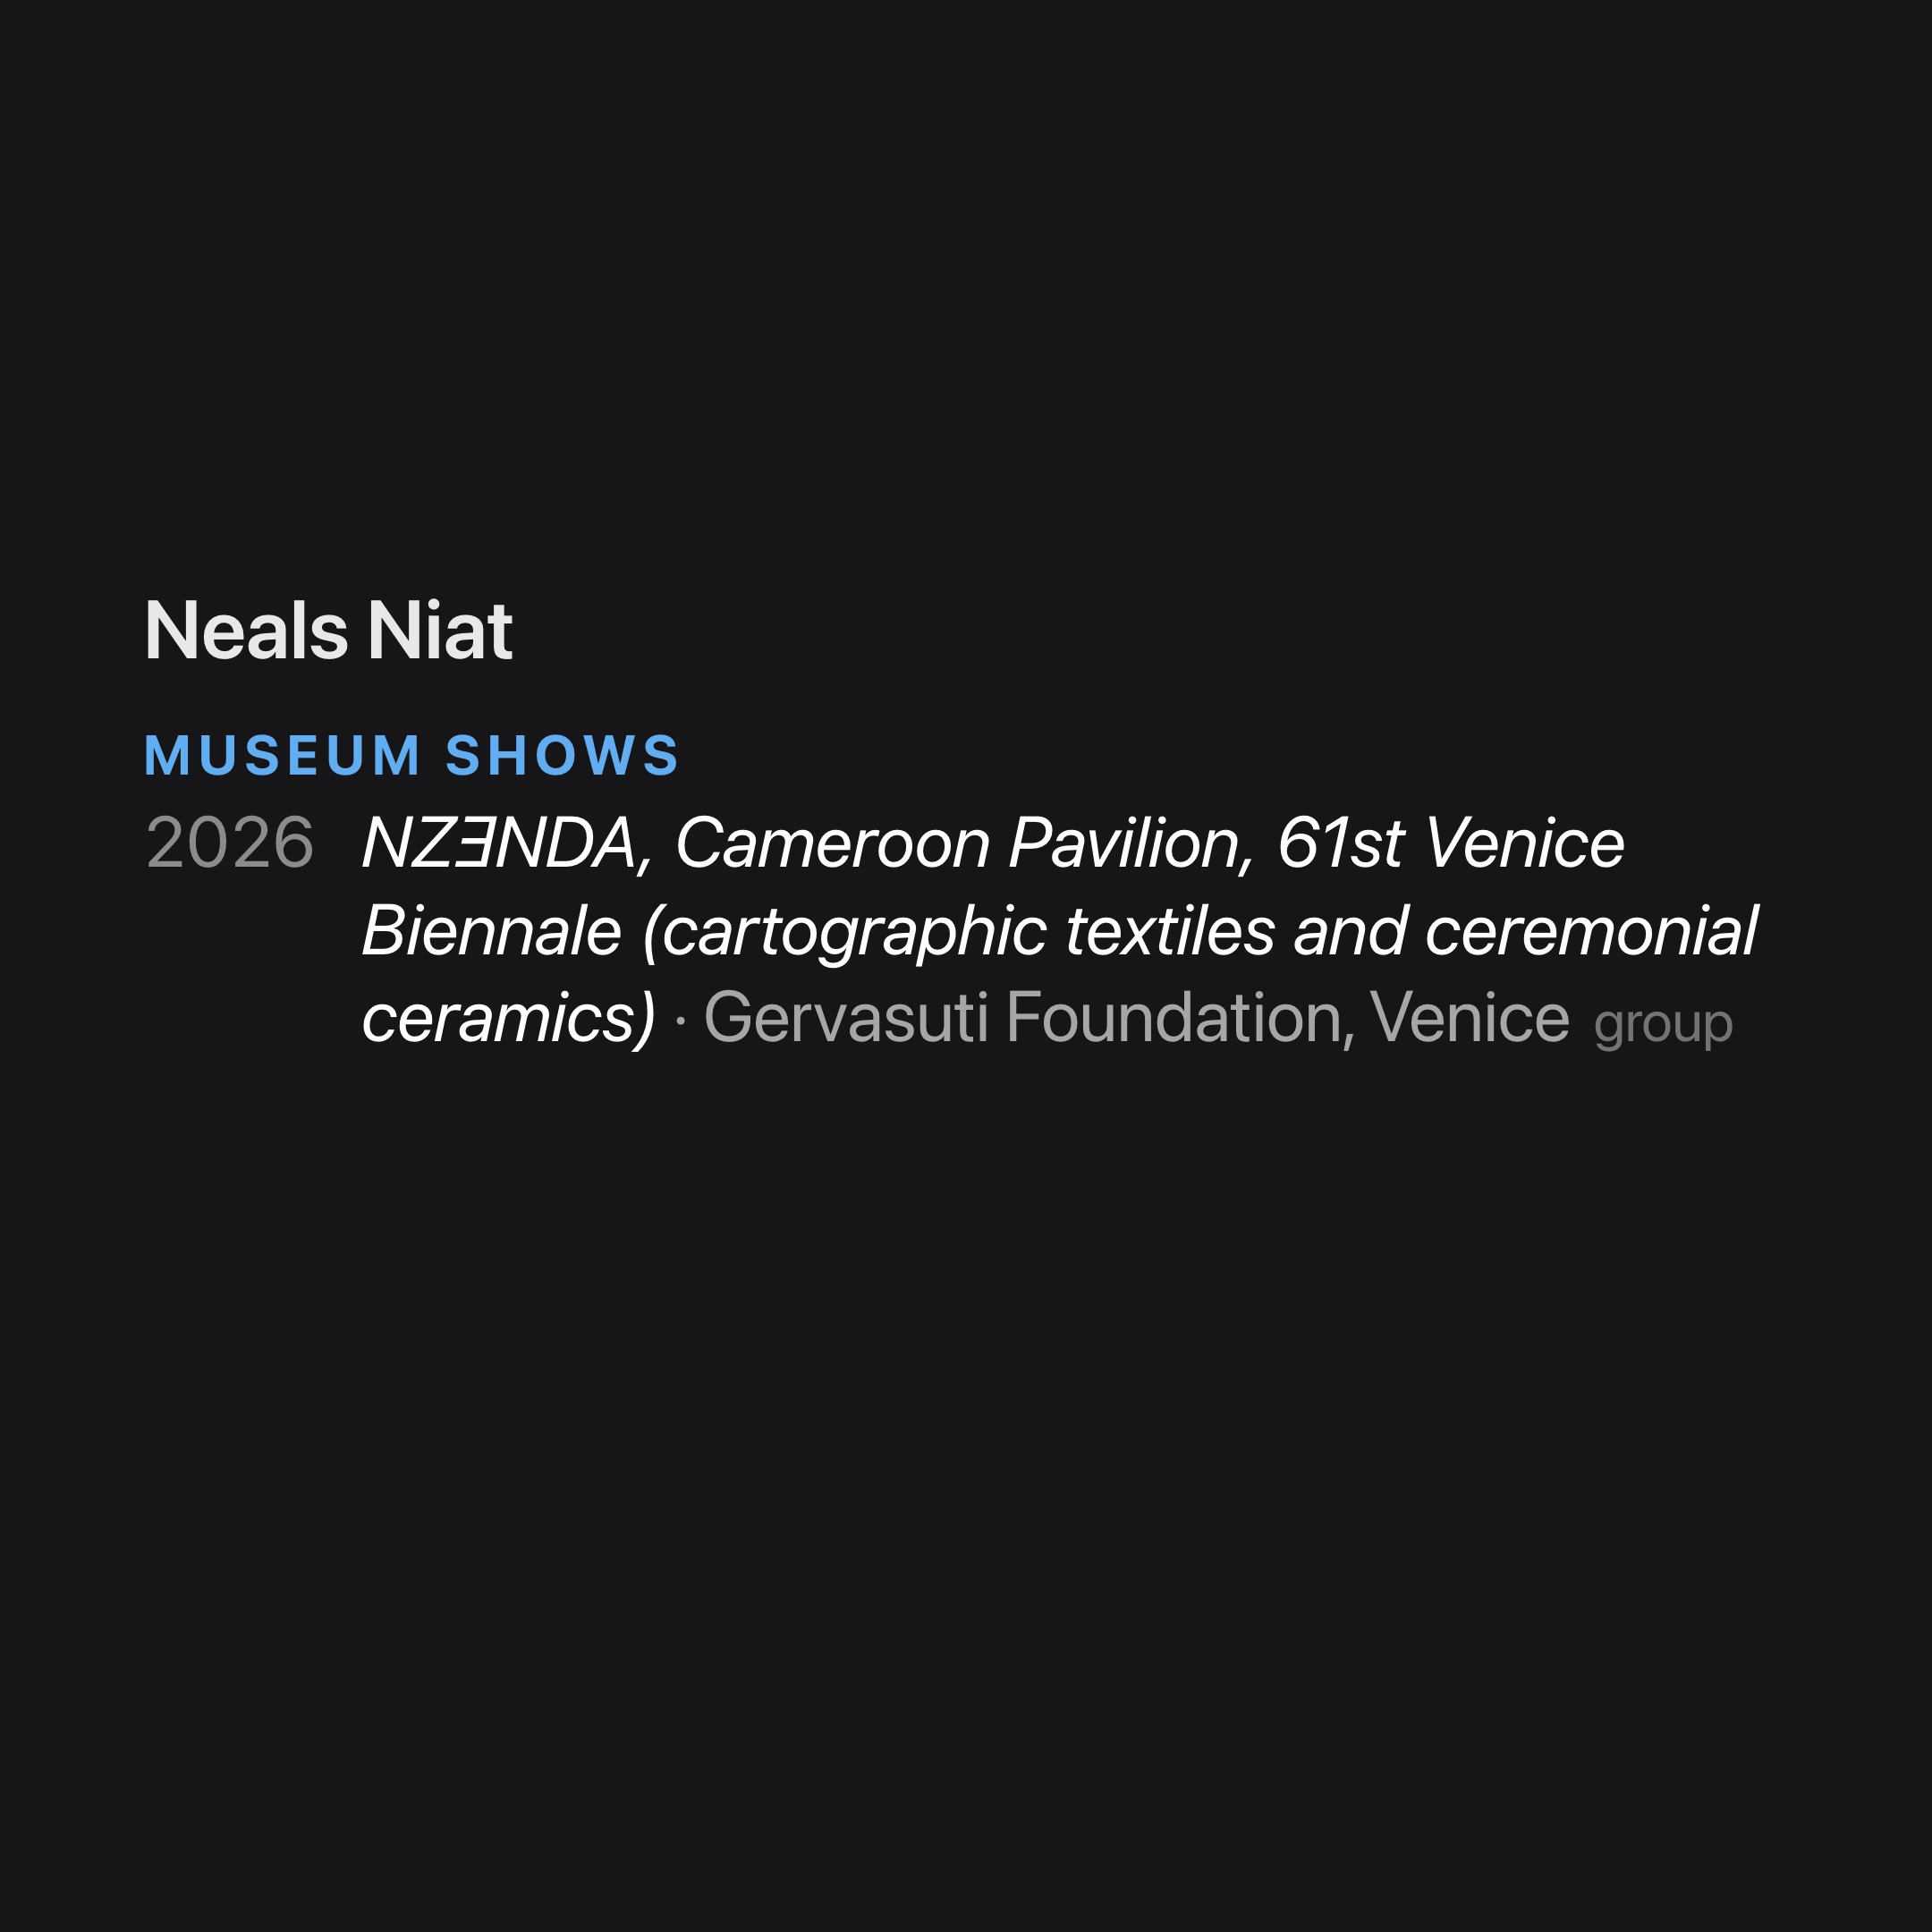 Neals Niat
MUSEUM SHOWS
2026 NZƎNDA, Cameroon Pavilion, 61st Venice
Biennale (cartographic textiles and ceremonial
ceramics) · Gervasuti Foundation, Venice group